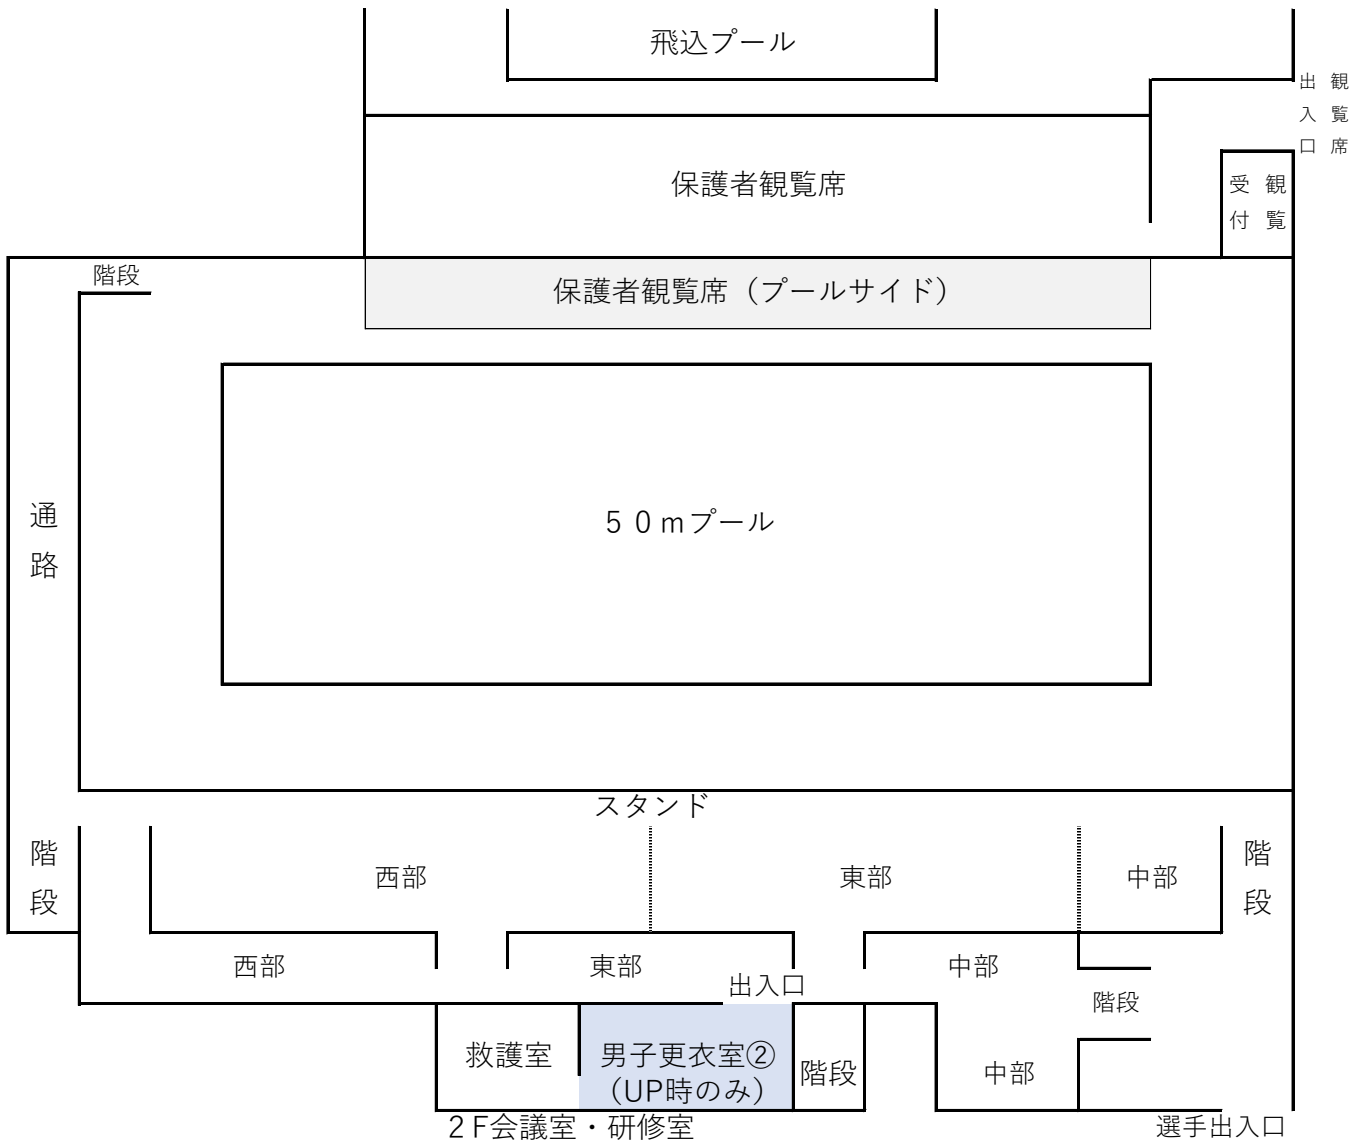 飛込プール
観覧席
出入口
保護者観覧席
観覧
受付
階段
保護者観覧席（プールサイド）
通路
５０ｍプール
スタンド
階段
西部
東部
中部
階段
西部
東部
中部
出入口
階段
救護室
男子更衣室②
（UP時のみ）
階段
中部
２F会議室・研修室
選手出入口